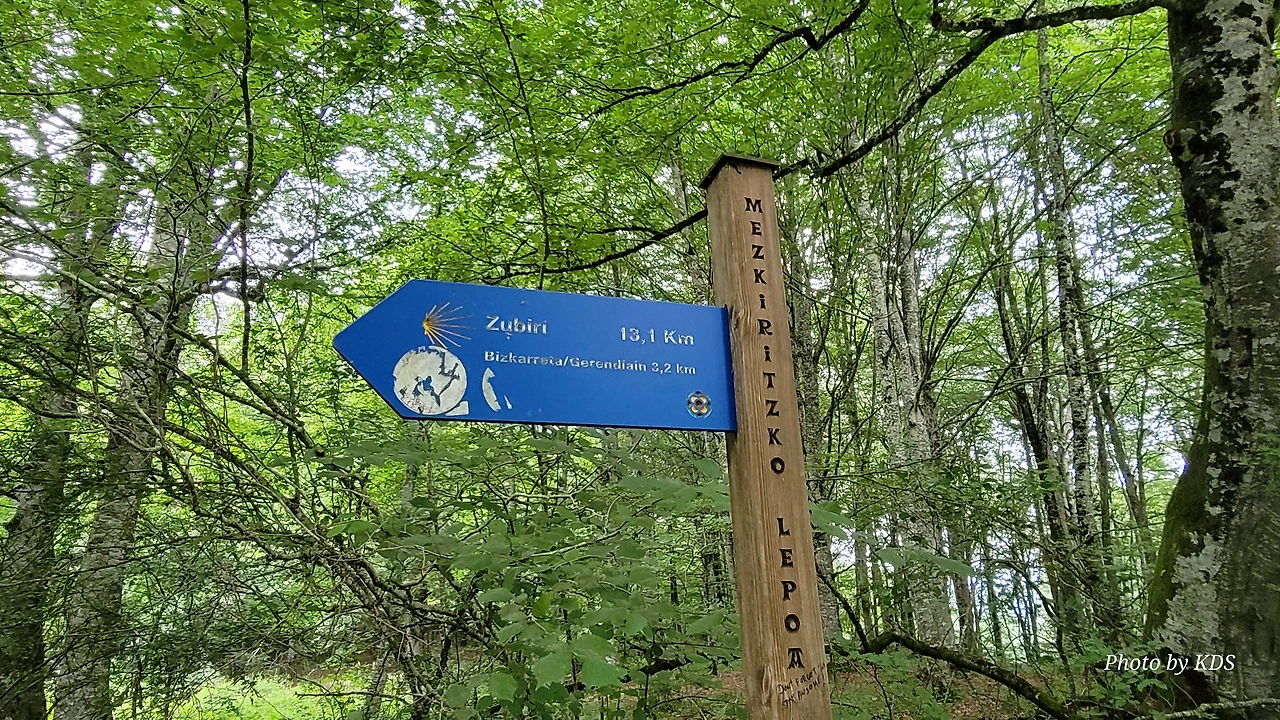 Zubiri 13,1 Km
Bizkarreta/Gerendiain 3,2 km
MEZKIRITZKO LEPOA
Photo by KDS